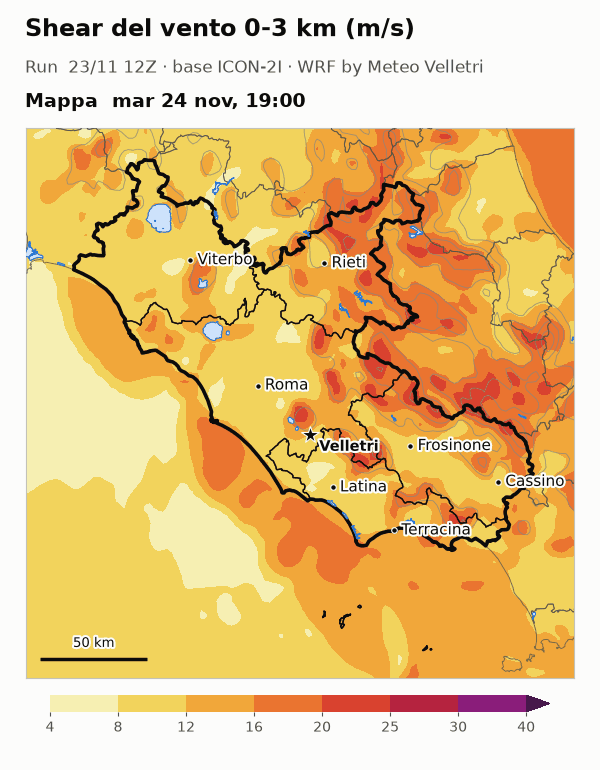 Shear del vento 0-3 km (m/s)
Run 23/11 12Z · base ICON-2I · WRF by Meteo Velletri
Mappa mar 24 nov, 19:00
Viterbo
Rieti
Roma
Velletri
Frosinone
Latina
Cassino
Terracina
50 km
4 8 12 16 20 25 30 40